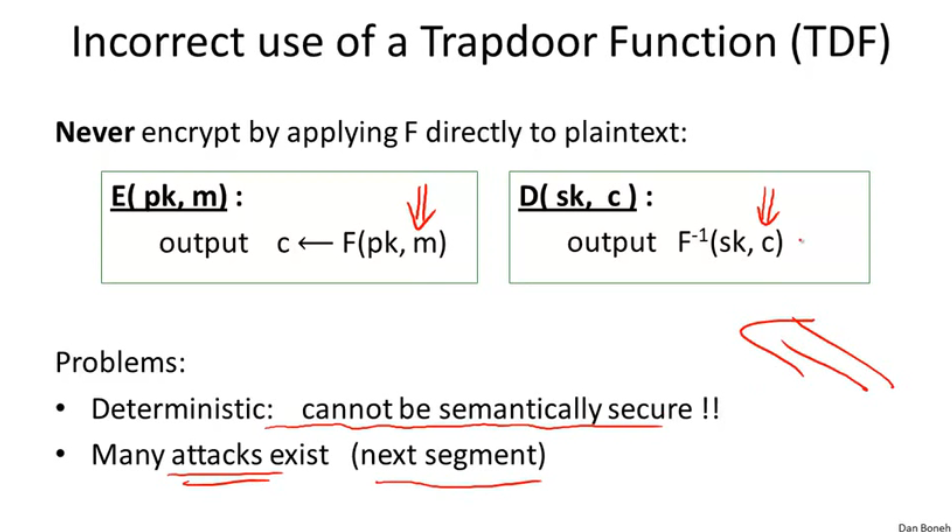 Incorrect use of a Trapdoor Function (TDF)
Never encrypt by applying F directly to plaintext:
E( pk, m) :
output c ⟵ F(pk, m)
D( sk, c ) :
output F⁻¹(sk, c)
Problems:
• Deterministic: cannot be semantically secure !!
• Many attacks exist (next segment)
Dan Boneh